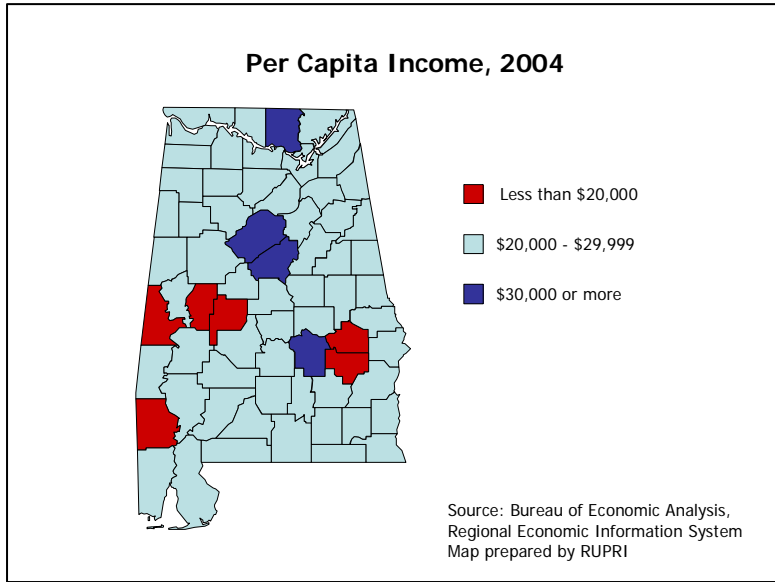 Per Capita Income, 2004
Less than $20,000
$20,000 - $29,999
$30,000 or more
Source: Bureau of Economic Analysis,
Regional Economic Information System
Map prepared by RUPRI